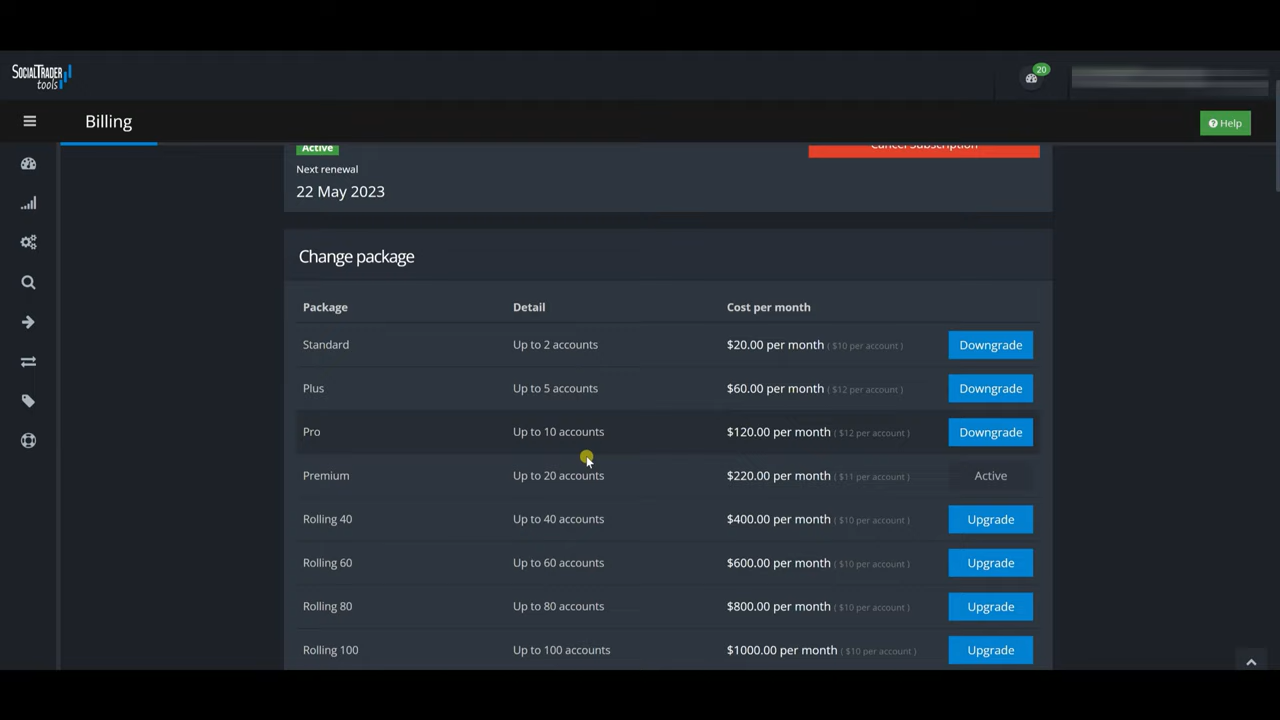 SOCIALTRADER
tools
20
Billing
Help
Active
Cancel Subscription
Next renewal
22 May 2023
Change package
Package Detail Cost per month
Standard Up to 2 accounts $20.00 per month ( $10 per account ) Downgrade
Plus Up to 5 accounts $60.00 per month ( $12 per account ) Downgrade
Pro Up to 10 accounts $120.00 per month ( $12 per account ) Downgrade
Premium Up to 20 accounts $220.00 per month ( $11 per account ) Active
Rolling 40 Up to 40 accounts $400.00 per month ( $10 per account ) Upgrade
Rolling 60 Up to 60 accounts $600.00 per month ( $10 per account ) Upgrade
Rolling 80 Up to 80 accounts $800.00 per month ( $10 per account ) Upgrade
Rolling 100 Up to 100 accounts $1000.00 per month ( $10 per account ) Upgrade